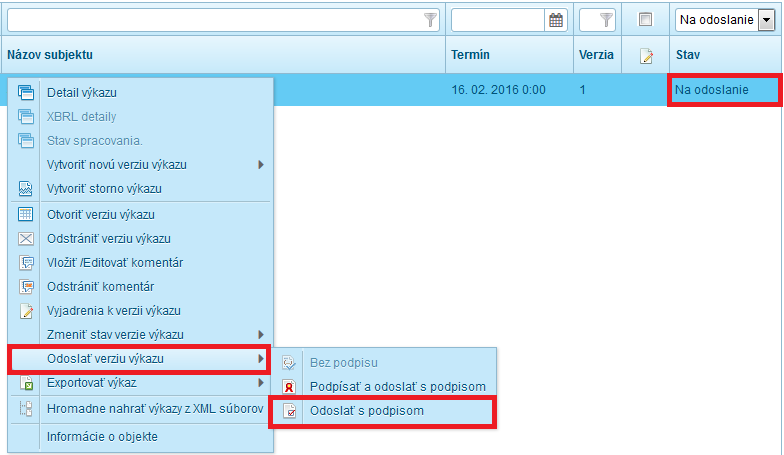 Na odoslanie
Názov subjektu Termín Verzia Stav
16. 02. 2016 0:00 1 Na odoslanie
Detail výkazu
XBRL detaily
Stav spracovania.
Vytvoriť novú verziu výkazu
Vytvoriť storno výkazu
Otvoriť verziu výkazu
Odstrániť verziu výkazu
Vložiť /Editovať komentár
Odstrániť komentár
Vyjadrenia k verzii výkazu
Zmeniť stav verzie výkazu
Odoslať verziu výkazu
Bez podpisu
Exportovať výkaz
Podpísať a odoslať s podpisom
Hromadne nahrať výkazy z XML súborov
Odoslať s podpisom
Informácie o objekte